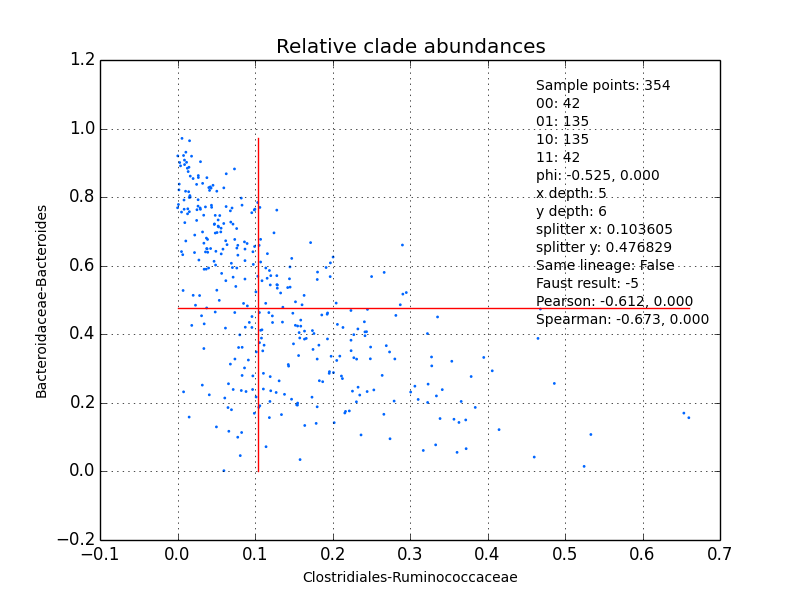 Relative clade abundances
1.2
1.0
0.8
0.6
0.4
0.2
0.0
−0.2
Bacteroidaceae-Bacteroides
Sample points: 354
00: 42
01: 135
10: 135
11: 42
phi: -0.525, 0.000
x depth: 5
y depth: 6
splitter x: 0.103605
splitter y: 0.476829
Same lineage: False
Faust result: -5
Pearson: -0.612, 0.000
Spearman: -0.673, 0.000
−0.1 0.0 0.1 0.2 0.3 0.4 0.5 0.6 0.7
Clostridiales-Ruminococcaceae